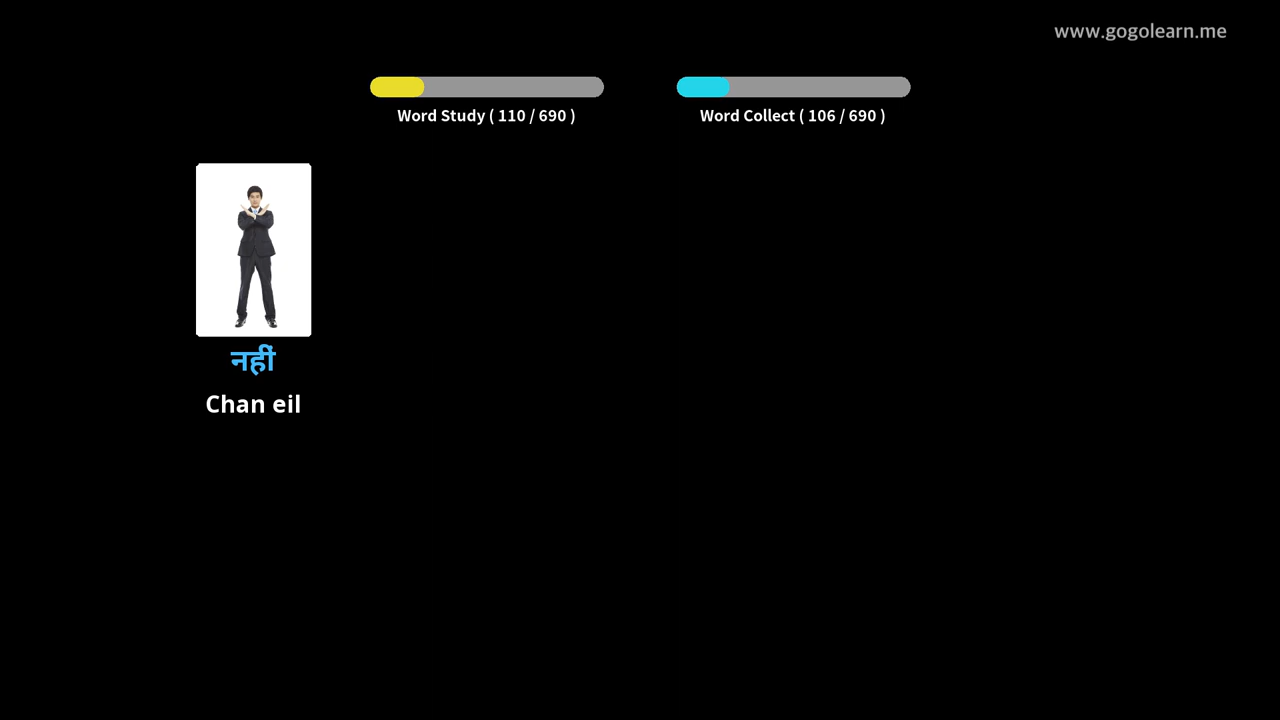 www.gogolearn.me
Word Study ( 110 / 690 )
Word Collect ( 106 / 690 )
नहीं
Chan eil